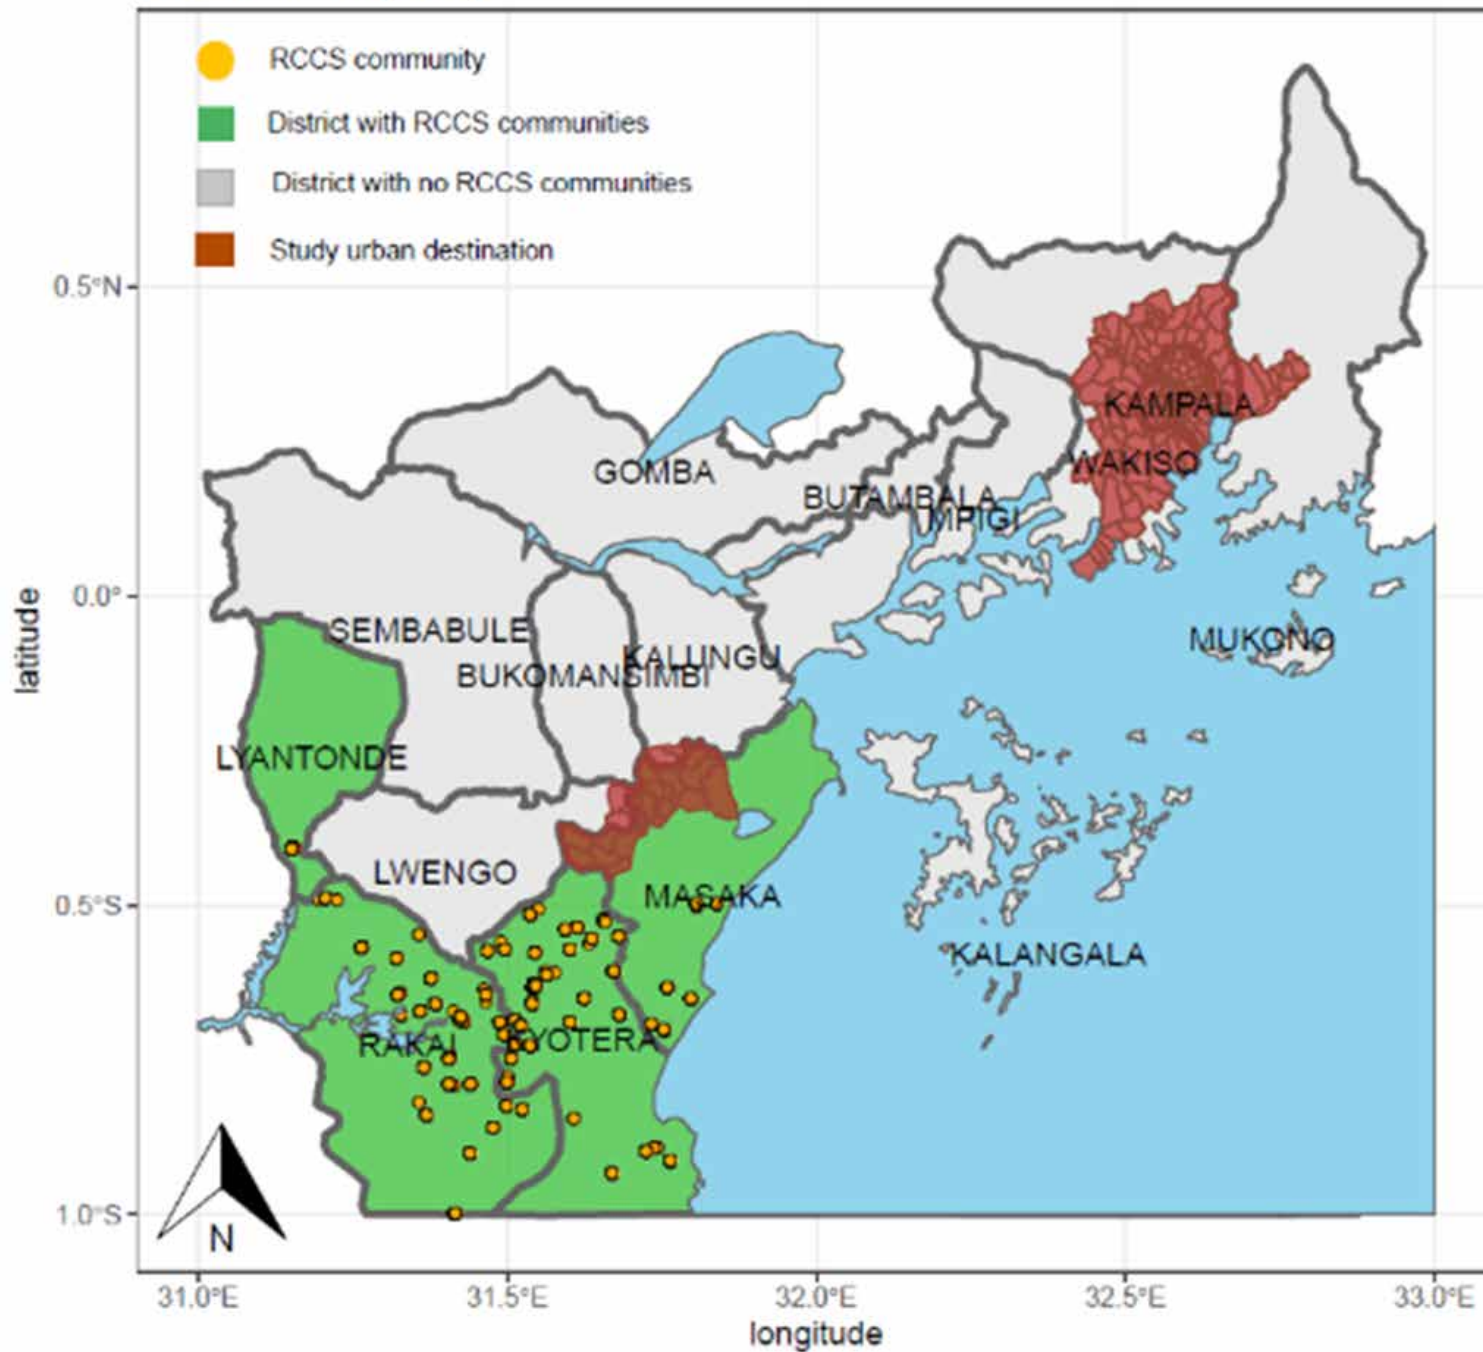 RCCS community
District with RCCS communities
District with no RCCS communities
Study urban destination
0.5°N
KAMPALA
WAKISO
GOMBA
BUTAMBALA
MPIGI
0.0°
SEMBABULE
MUKONO
KALUNGU
BUKOMANSIMBI
LYANTONDE
LWENGO
MASAKA
0.5°S
KALANGALA
RAKAI
KYOTERA
N
1.0°S
31.0°E 31.5°E 32.0°E 32.5°E 33.0°E
longitude
latitude